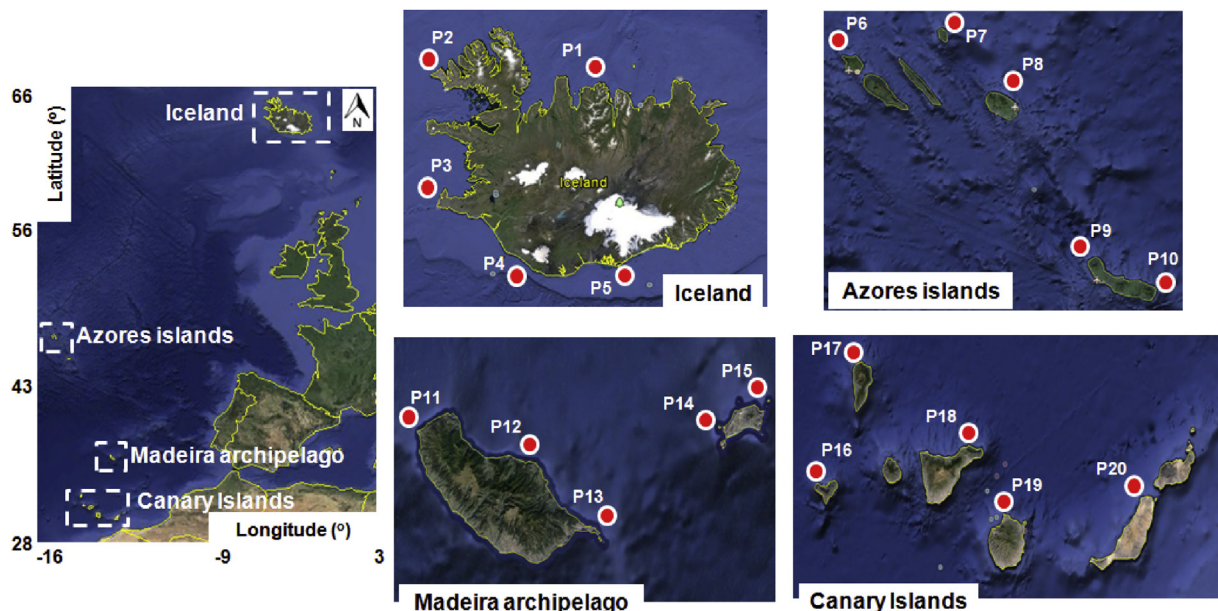 66
56
43
28
Latitude (º)
Longitude (º)
-16
-9
3
N
Iceland
Azores islands
Madeira archipelago
Canary Islands
P2
P1
P3
Iceland
P4
P5
Iceland
P6
P7
P8
P9
P10
Azores islands
P11
P12
P13
P14
P15
Madeira archipelago
P17
P18
P16
P19
P20
Canary Islands